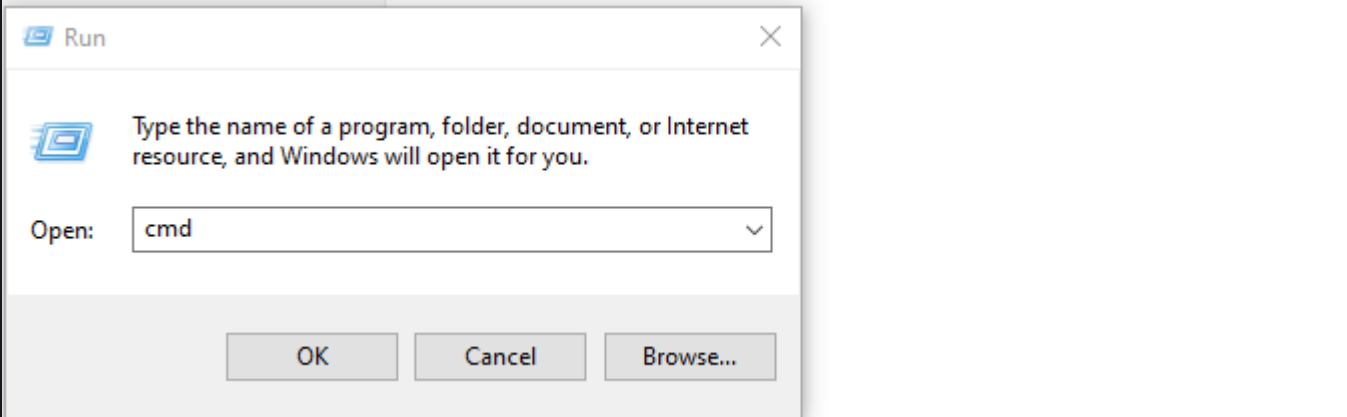 Run
Type the name of a program, folder, document, or Internet
resource, and Windows will open it for you.
Open: cmd
OK Cancel Browse...